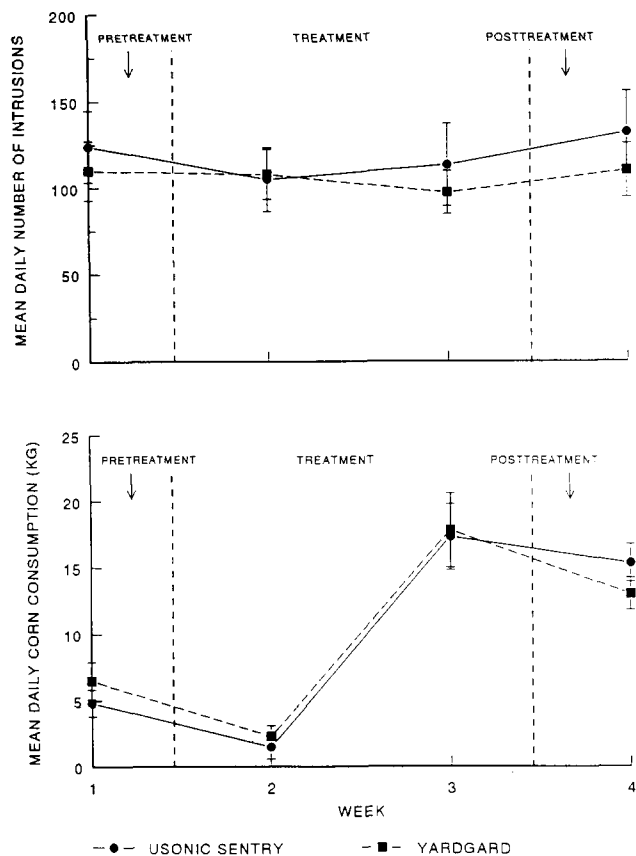 MEAN DAILY NUMBER OF INTRUSIONS
200
150
100
50
0
PRETREATMENT
TREATMENT
POSTTREATMENT
MEAN DAILY CORN CONSUMPTION (KG)
25
20
15
10
5
0
PRETREATMENT
TREATMENT
POSTTREATMENT
1 2 3 4
WEEK
USONIC SENTRY
YARDGARD